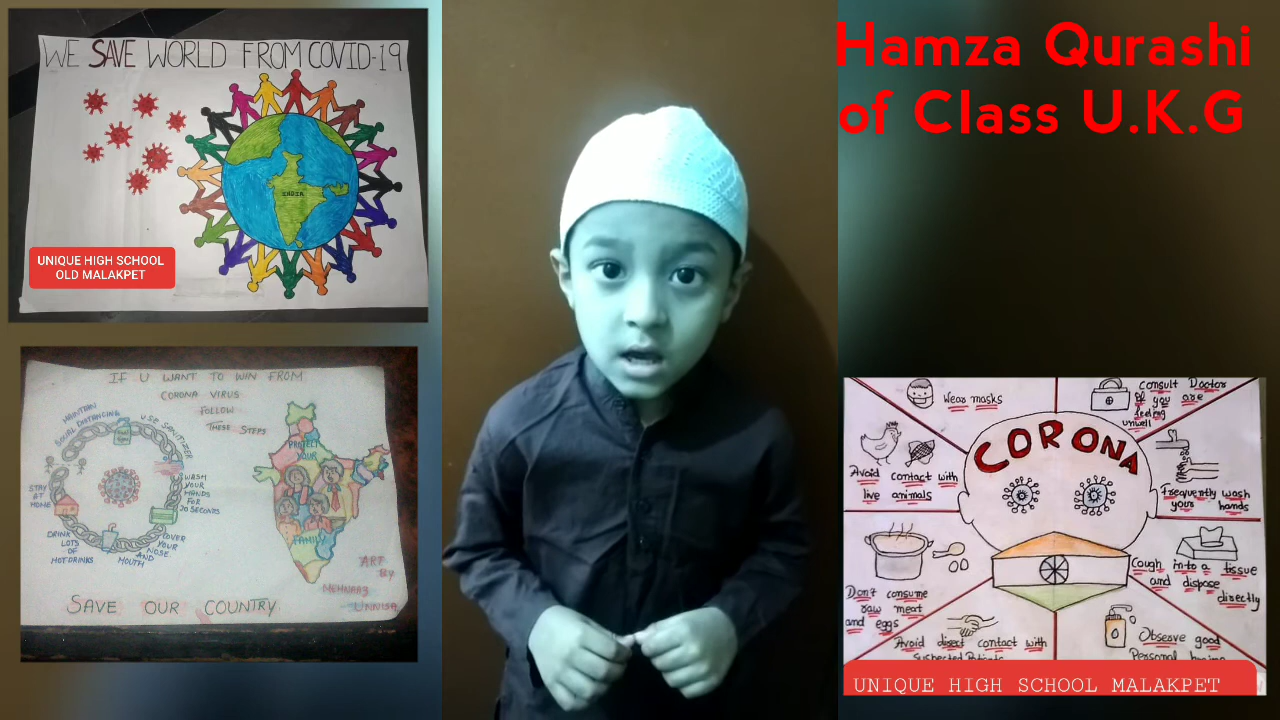 WE SAVE WORLD FROM COVID-19
INDIA
UNIQUE HIGH SCHOOL
OLD MALAKPET
IF U WANT TO WIN FROM
CORONA VIRUS
FOLLOW
THESE STEPS
MAINTAIN
SOCIAL DISTANCING
USE SANITIZER
WASH
YOUR
HANDS
FOR
20 SECONDS
COVER
YOUR
NOSE
AND
MOUTH
DRINK
LOTS
OF
HOT DRINKS
STAY
AT
HOME
PROTECT
YOUR
FAMILY
ART
By
MEHNAAZ
UNNISA
SAVE OUR COUNTRY
Hamza Qurashi
of Class U.K.G
CORONA
Wear masks
consult Doctor
if you are
feeling
unwell
Avoid contact with
live animals
Frequently wash
your hands
Don't consume
raw meat
and eggs
Cough into a tissue
and dispose
directly
Avoid direct contact with
Suspected Patients
Observe good
Personal
UNIQUE HIGH SCHOOL MALAKPET